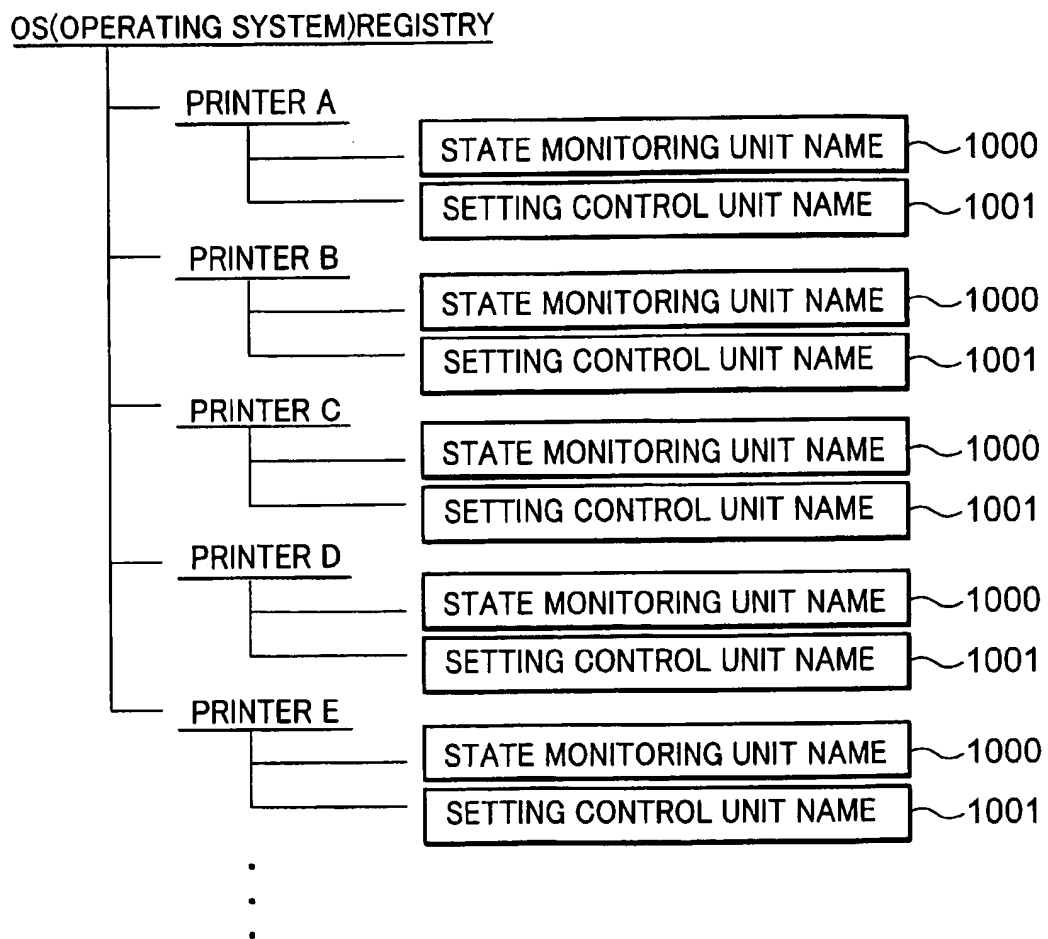 OS(OPERATING SYSTEM)REGISTRY
PRINTER A
STATE MONITORING UNIT NAME 1000
SETTING CONTROL UNIT NAME 1001
PRINTER B
STATE MONITORING UNIT NAME 1000
SETTING CONTROL UNIT NAME 1001
PRINTER C
STATE MONITORING UNIT NAME 1000
SETTING CONTROL UNIT NAME 1001
PRINTER D
STATE MONITORING UNIT NAME 1000
SETTING CONTROL UNIT NAME 1001
PRINTER E
STATE MONITORING UNIT NAME 1000
SETTING CONTROL UNIT NAME 1001